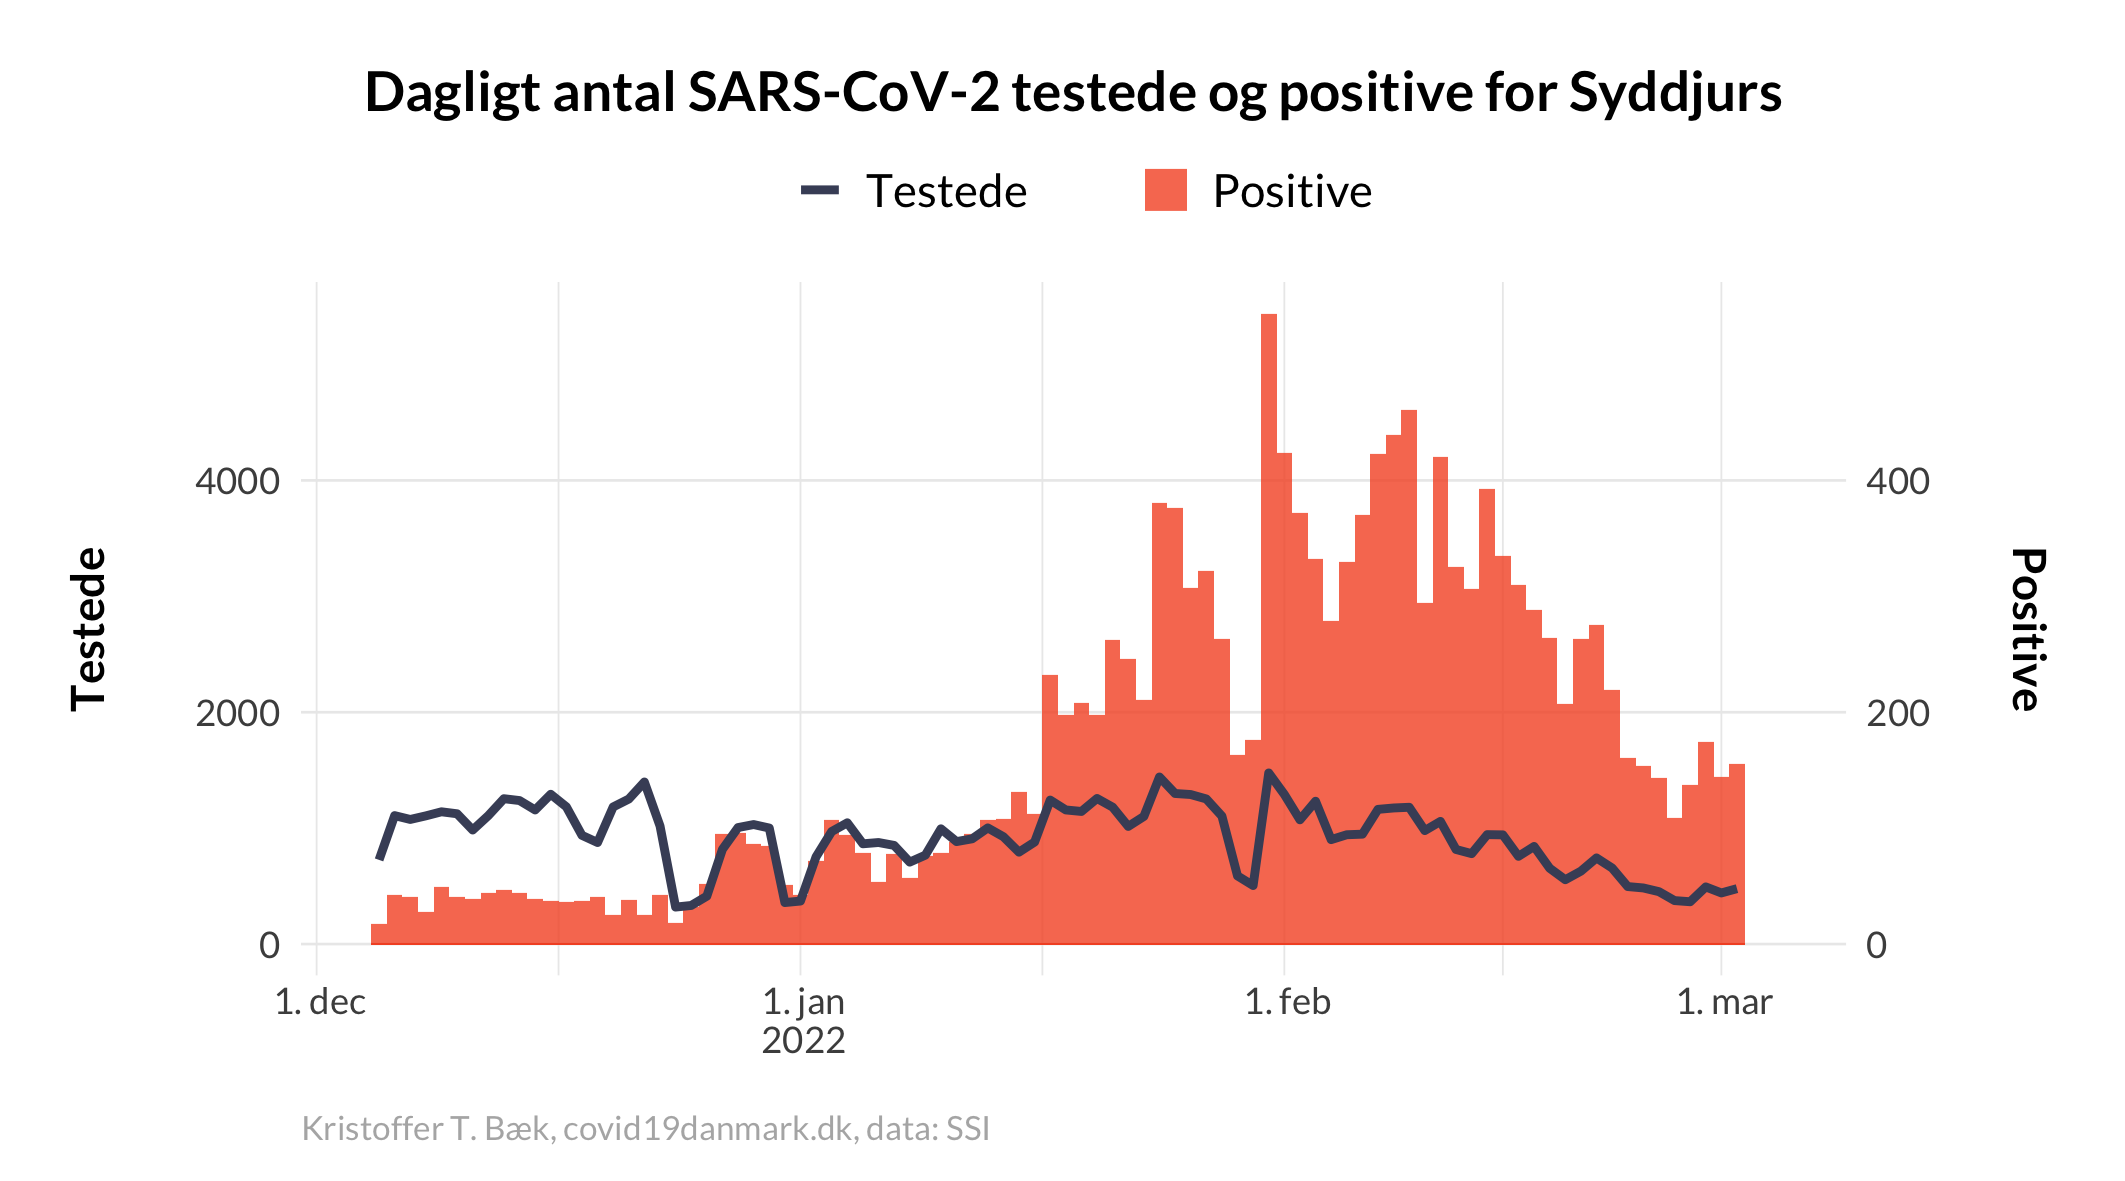 Dagligt antal SARS-CoV-2 testede og positive for Syddjurs
Testede
Positive
4000
2000
0
Testede
400
200
0
Positive
1. dec
1. jan
2022
1. feb
1. mar
Kristoffer T. Bæk, covid19danmark.dk, data: SSI